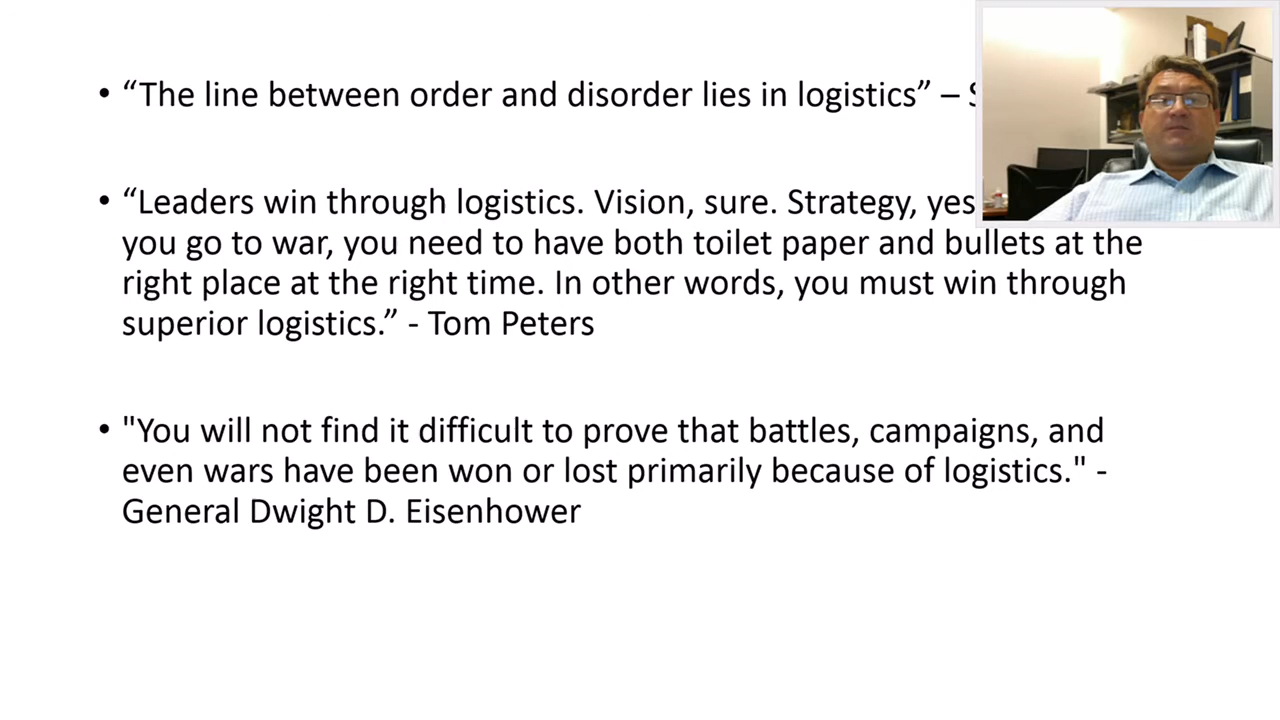 • “The line between order and disorder lies in logistics” –
• “Leaders win through logistics. Vision, sure. Strategy, yes
you go to war, you need to have both toilet paper and bullets at the
right place at the right time. In other words, you must win through
superior logistics.” - Tom Peters
• "You will not find it difficult to prove that battles, campaigns, and
even wars have been won or lost primarily because of logistics." -
General Dwight D. Eisenhower